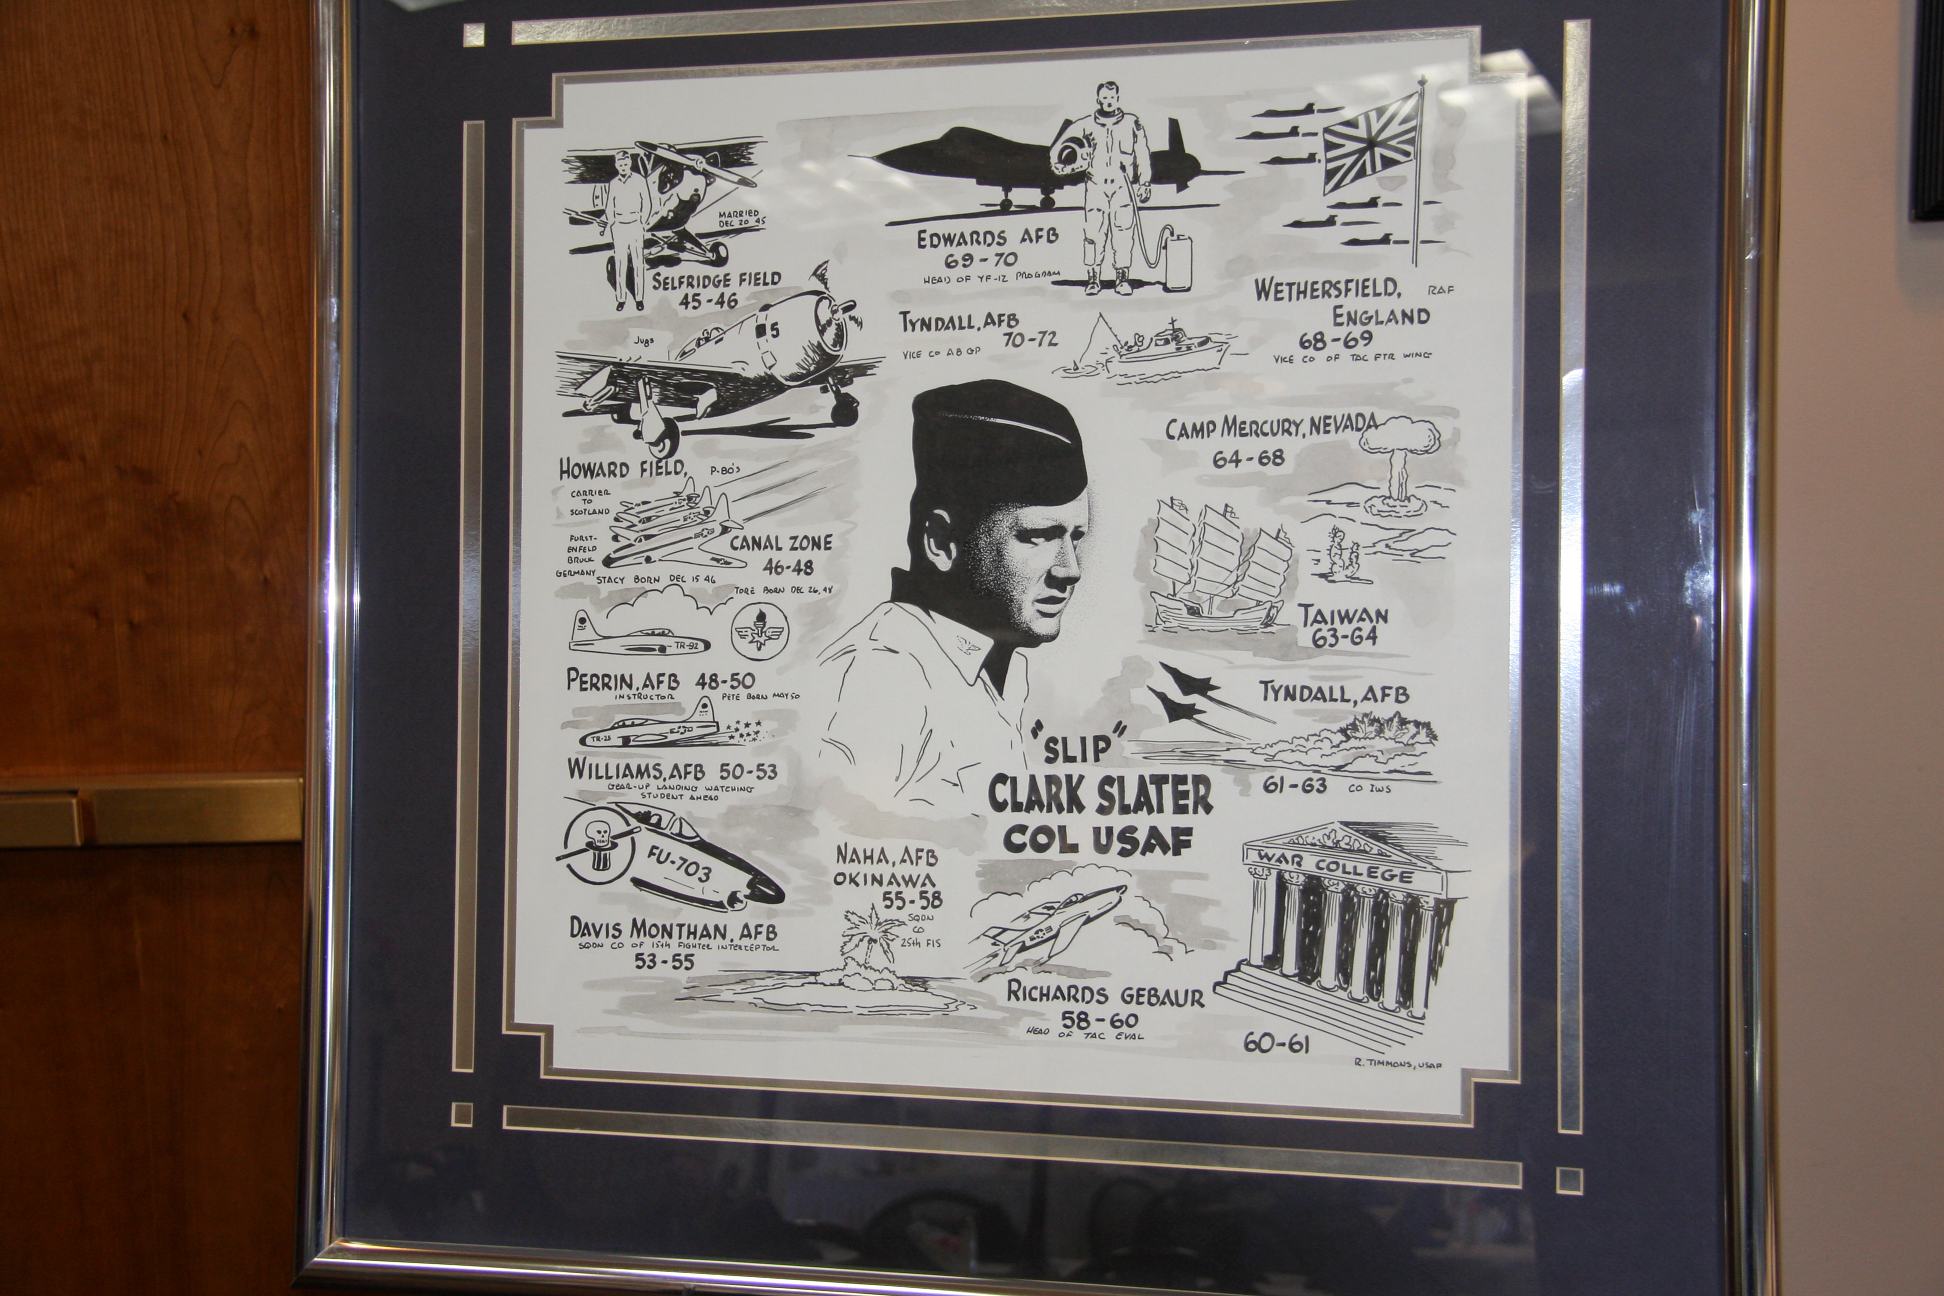 MARRIED
DEC 20 45
SELFRIDGE FIELD
45-46
Jugs
5
HOWARD FIELD,
P-80's
CARRIER
TO
SCOTLAND
FURST-
ENFELD
BRUCK
GERMANY
CANAL ZONE
46-48
STACY BORN DEC 15 46
TORE BORN DEC 26, 48
TR-92
PERRIN, AFB 48-50
INSTRUCTOR
PETE BORN MAY 50
TR-25
WILLIAMS, AFB 50-53
GEAR-UP LANDING WATCHING
STUDENT AHEAD
FU-703
DAVIS MONTHAN, AFB
SQDN CO OF 15th FIGHTER INTERCEPTOR
53-55
NAHA, AFB
OKINAWA
55-58
SQDN
CO
25th FIS
RICHARDS GEBAUR
58-60
HEAD OF TAC EVAL
WAR COLLEGE
60-61
TYNDALL, AFB
61-63 CO IWS
TAIWAN
63-64
CAMP MERCURY, NEVADA
64-68
WETHERSFIELD, RAF
ENGLAND
68-69
VICE CO OF TAC FTR WING
EDWARDS AFB
69-70
HEAD OF YF-12 PROGRAM
TYNDALL, AFB
70-72
VICE CO AB GP
"SLIP"
CLARK SLATER
COL USAF
R. TIMMONS, USAF